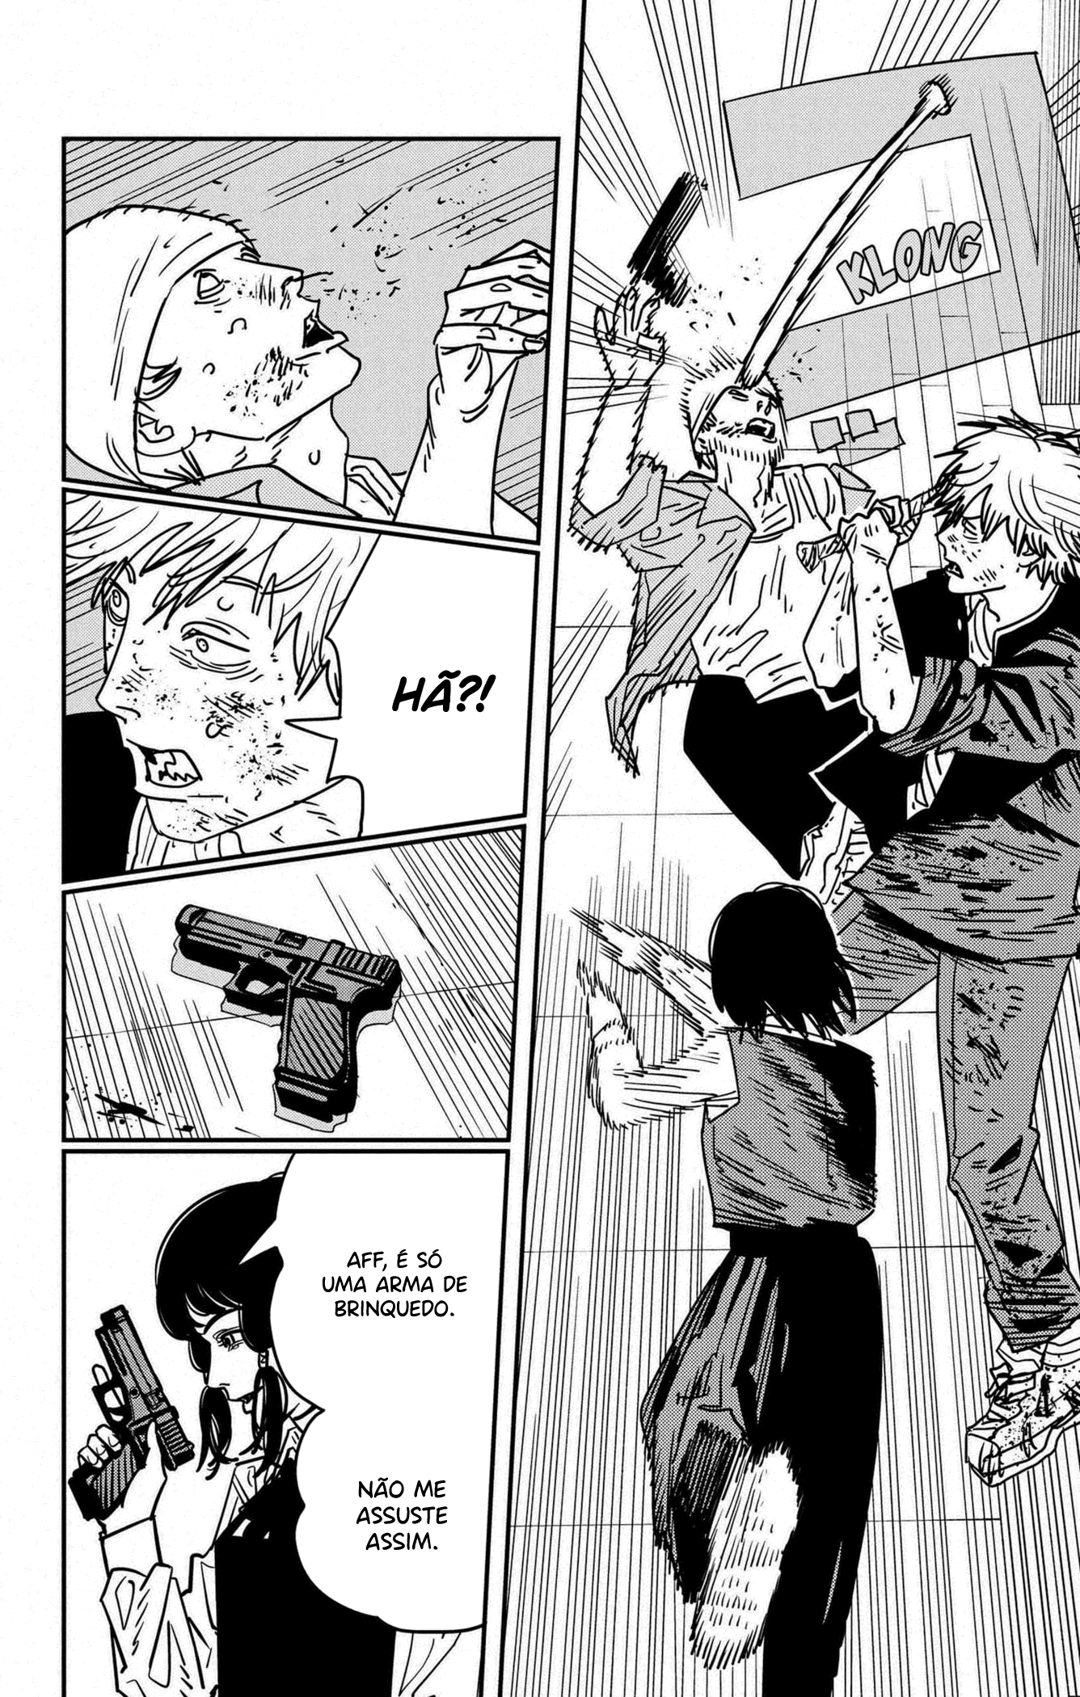 KLONG
HÃ?!
AFF, É SÓ
UMA ARMA DE
BRINQUEDO.
NÃO ME
ASSUSTE
ASSIM.